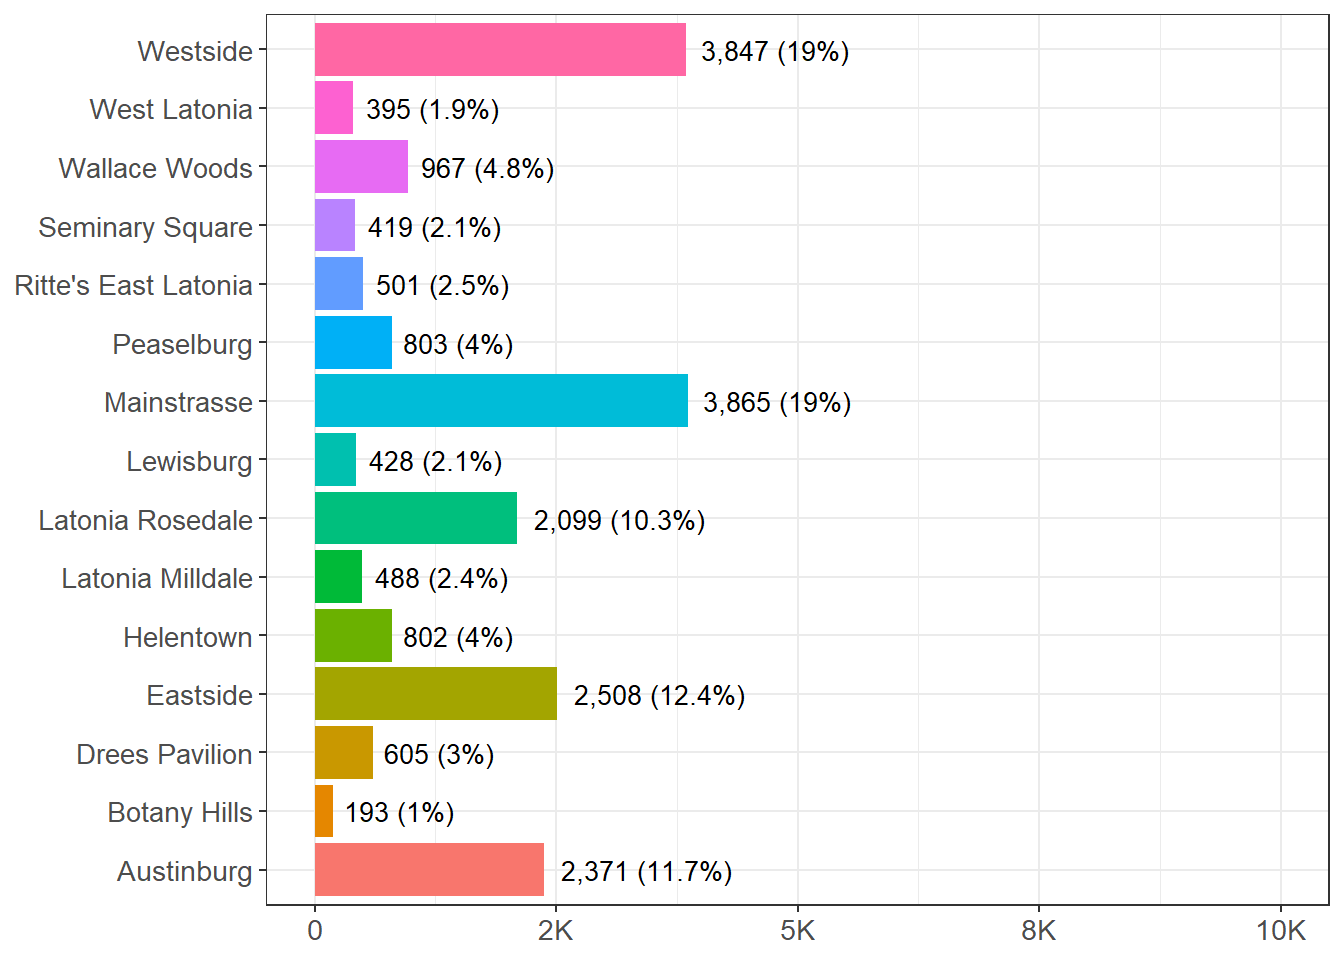 Westside 3,847 (19%)
West Latonia 395 (1.9%)
Wallace Woods 967 (4.8%)
Seminary Square 419 (2.1%)
Ritte's East Latonia 501 (2.5%)
Peaselburg 803 (4%)
Mainstrasse 3,865 (19%)
Lewisburg 428 (2.1%)
Latonia Rosedale 2,099 (10.3%)
Latonia Milldale 488 (2.4%)
Helentown 802 (4%)
Eastside 2,508 (12.4%)
Drees Pavilion 605 (3%)
Botany Hills 193 (1%)
Austinburg 2,371 (11.7%)
0 2K 5K 8K 10K